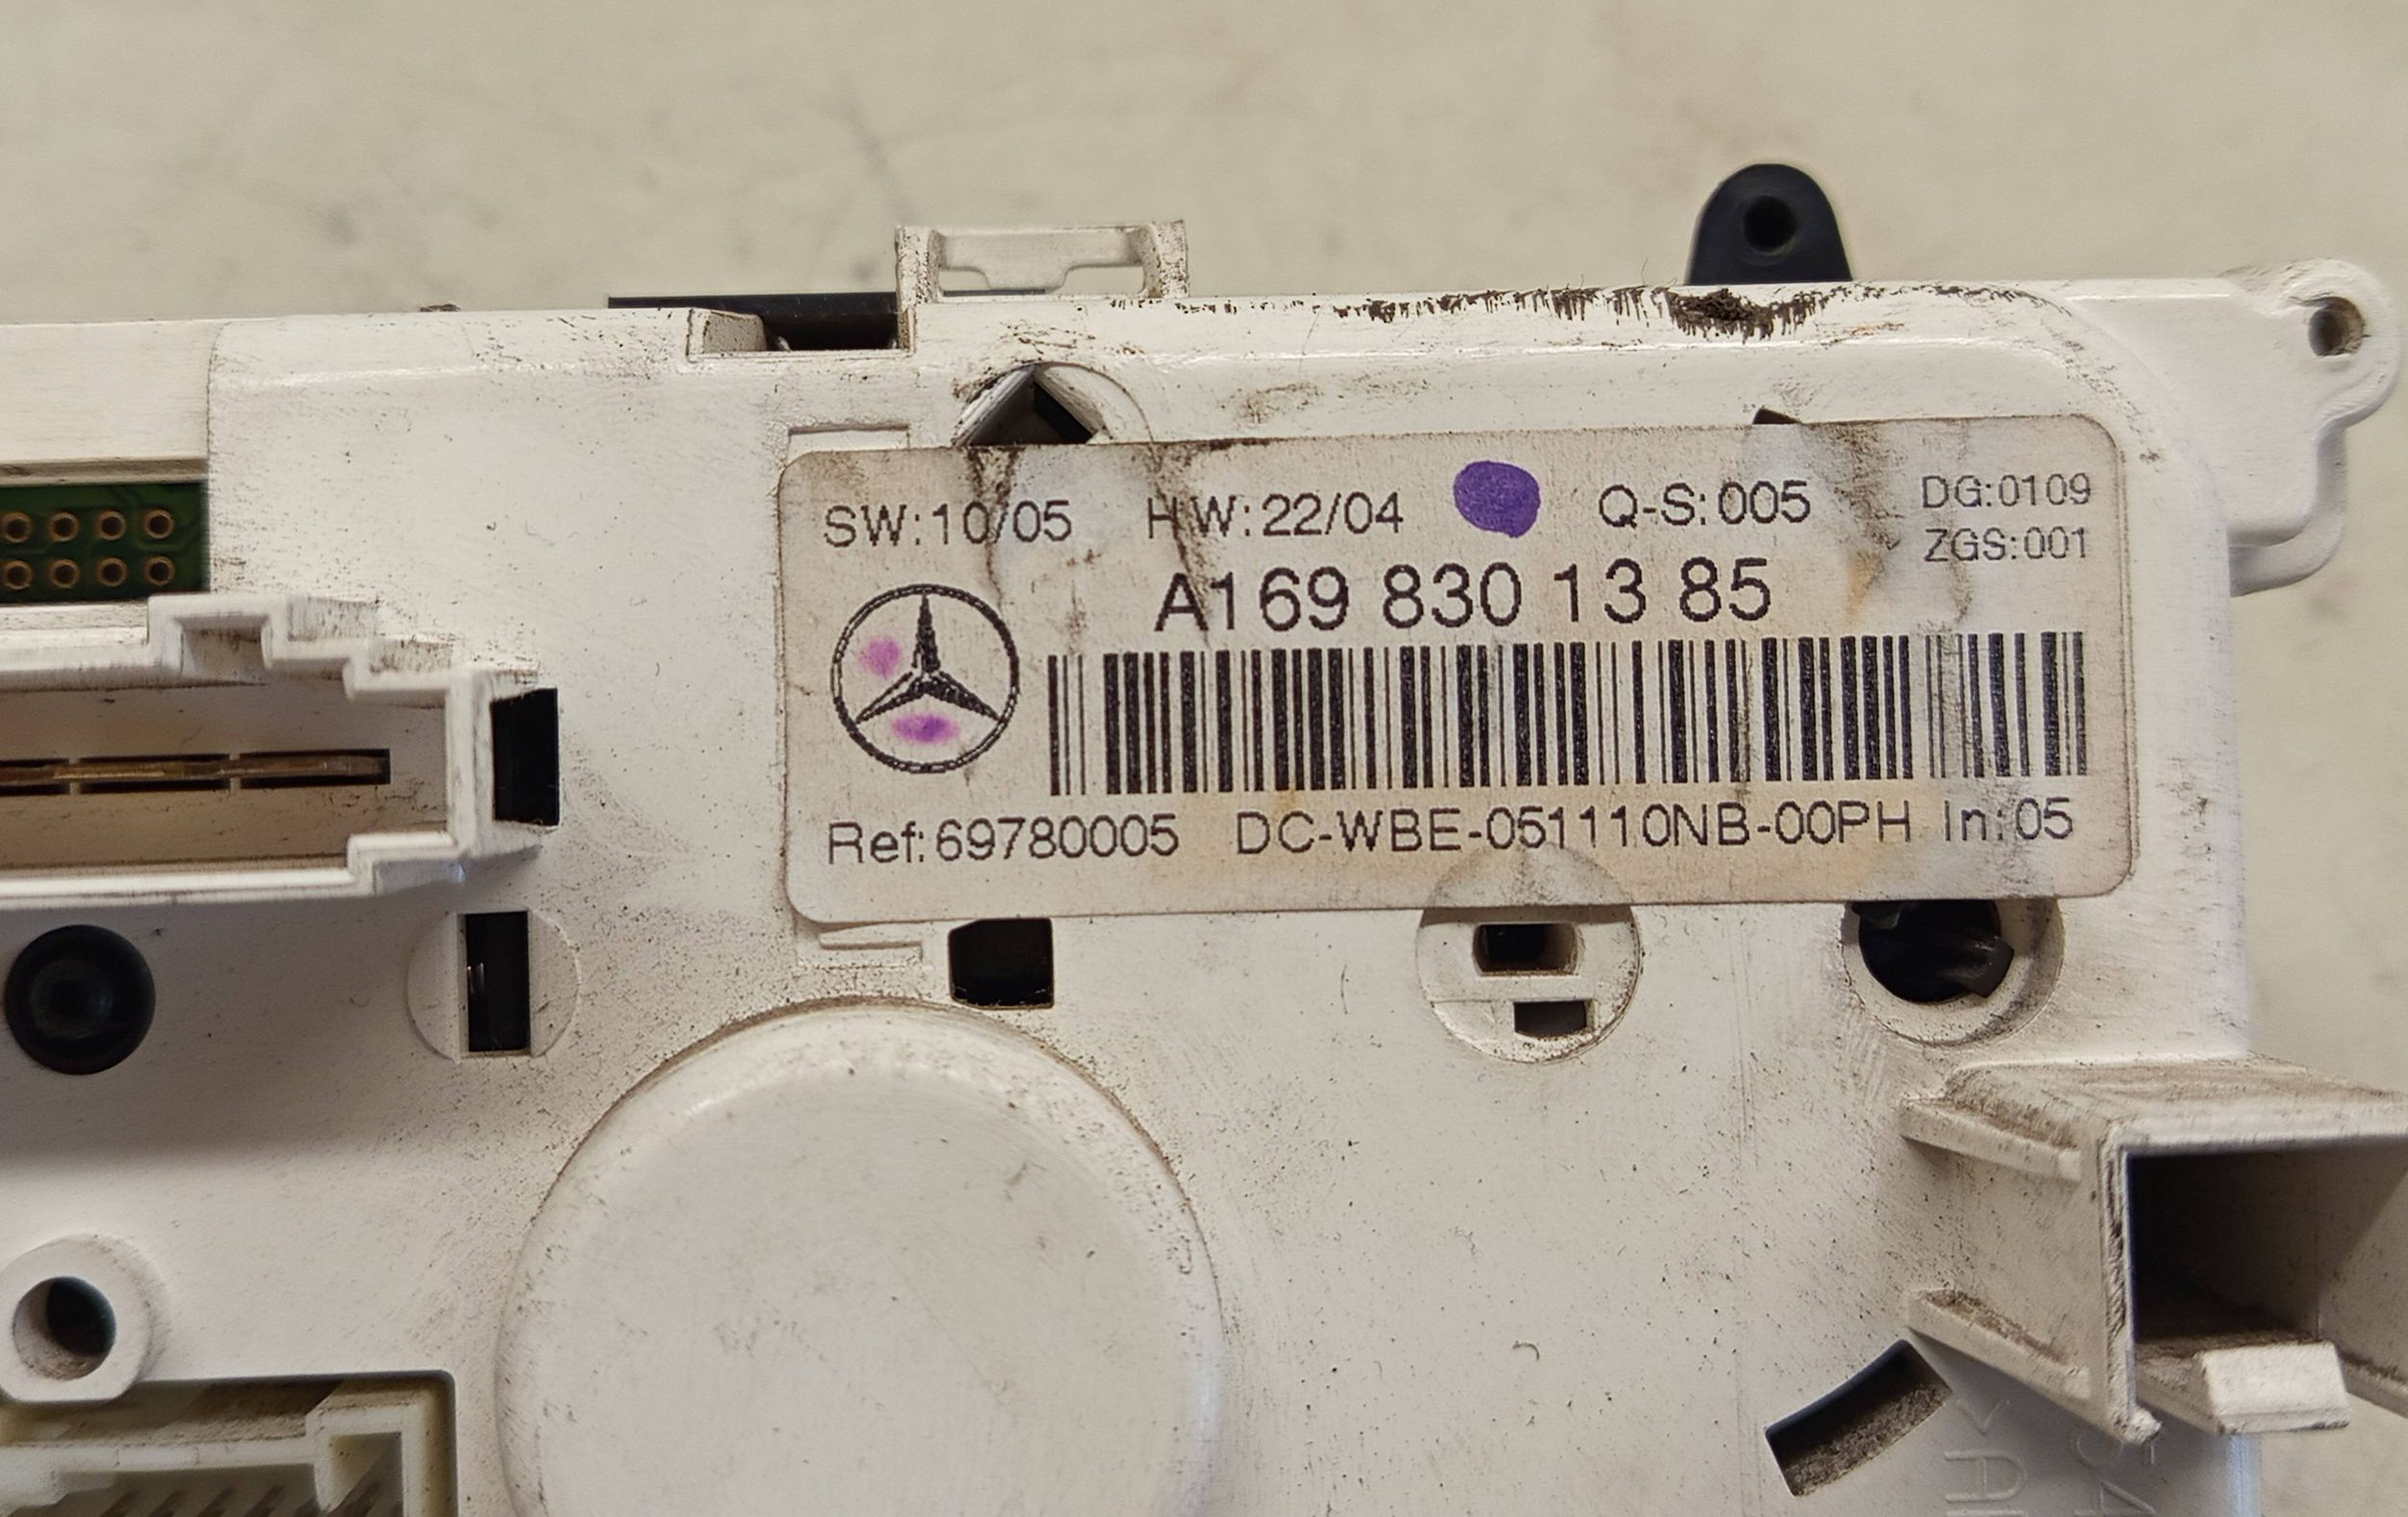 SW:10/05 HW:22/04 Q-S:005 DG:0109
ZGS:001
A169 830 13 85
Ref:69780005 DC-WBE-051110NB-00PH In:05